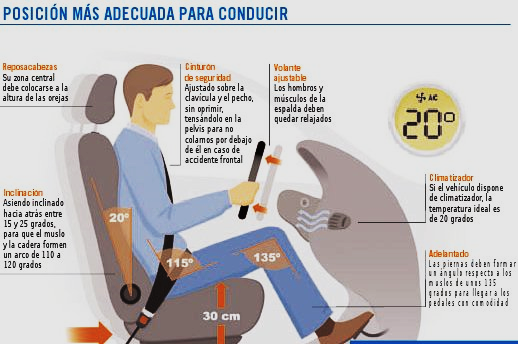 POSICIÓN MÁS ADECUADA PARA CONDUCIR
Reposacabezas
Su zona central
debe colocarse a la
altura de las orejas
Cinturón
de seguridad
Ajustado sobre la
clavícula y el pecho,
sin oprimir,
tensándolo en la
pelvis para no
colarnos por debajo
de él en caso de
accidente frontal
Volante
ajustable
Los hombros y
músculos de la
espalda deben
quedar relajados
AC
20°
Climatizador
Si el vehículo dispone
de climatizador, la
temperatura ideal es
de 20 grados
Inclinación
Asiendo inclinado
hacia atrás entre
15 y 25 grados,
para que el muslo
y la cadera formen
un arco de 110 a
120 grados
20°
115°
135°
30 cm
Adelantado
Las piernas deben formar
un ángulo respecto a los
muslos de unos 135
grados para llegar a los
pedales con comodidad